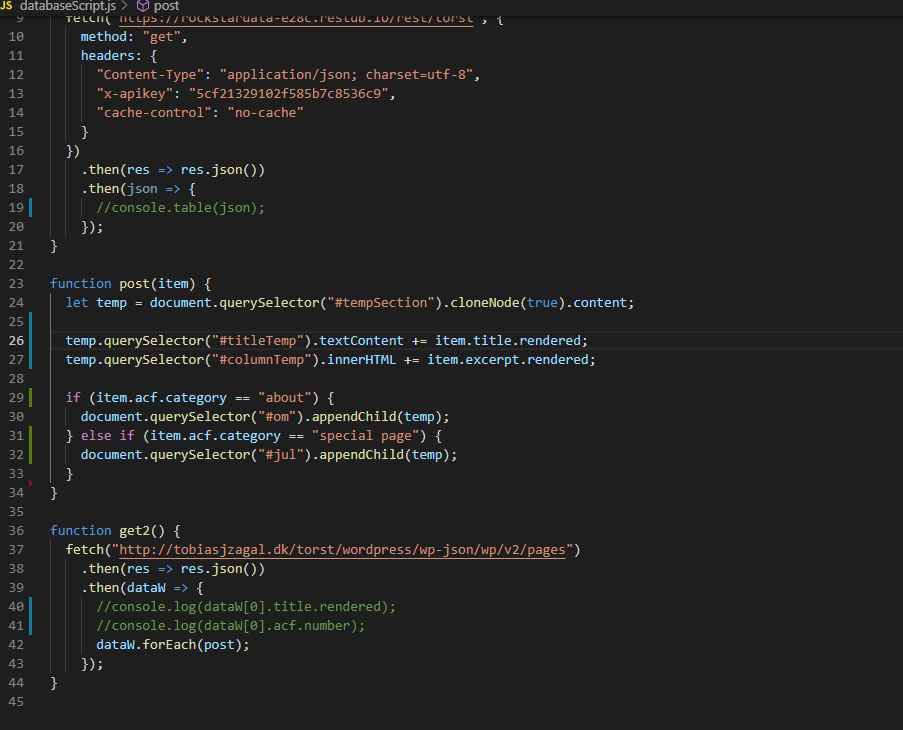 JS databaseScript.js > post
9 fetch("https://rockstardata-e28c.restdb.io/rest/torst", {
10 method: "get",
11 headers: {
12 "Content-Type": "application/json; charset=utf-8",
13 "x-apikey": "5cf21329102f585b7c8536c9",
14 "cache-control": "no-cache"
15 }
16 })
17 .then(res => res.json())
18 .then(json => {
19 //console.table(json);
20 });
21 }
22
23 function post(item) {
24 let temp = document.querySelector("#tempSection").cloneNode(true).content;
25
26 temp.querySelector("#titleTemp").textContent += item.title.rendered;
27 temp.querySelector("#columnTemp").innerHTML += item.excerpt.rendered;
28
29 if (item.acf.category == "about") {
30 document.querySelector("#om").appendChild(temp);
31 } else if (item.acf.category == "special page") {
32 document.querySelector("#jul").appendChild(temp);
33 }
34 }
35
36 function get2() {
37 fetch("http://tobiasjzagal.dk/torst/wordpress/wp-json/wp/v2/pages")
38 .then(res => res.json())
39 .then(dataW => {
40 //console.log(dataW[0].title.rendered);
41 //console.log(dataW[0].acf.number);
42 dataW.forEach(post);
43 });
44 }
45